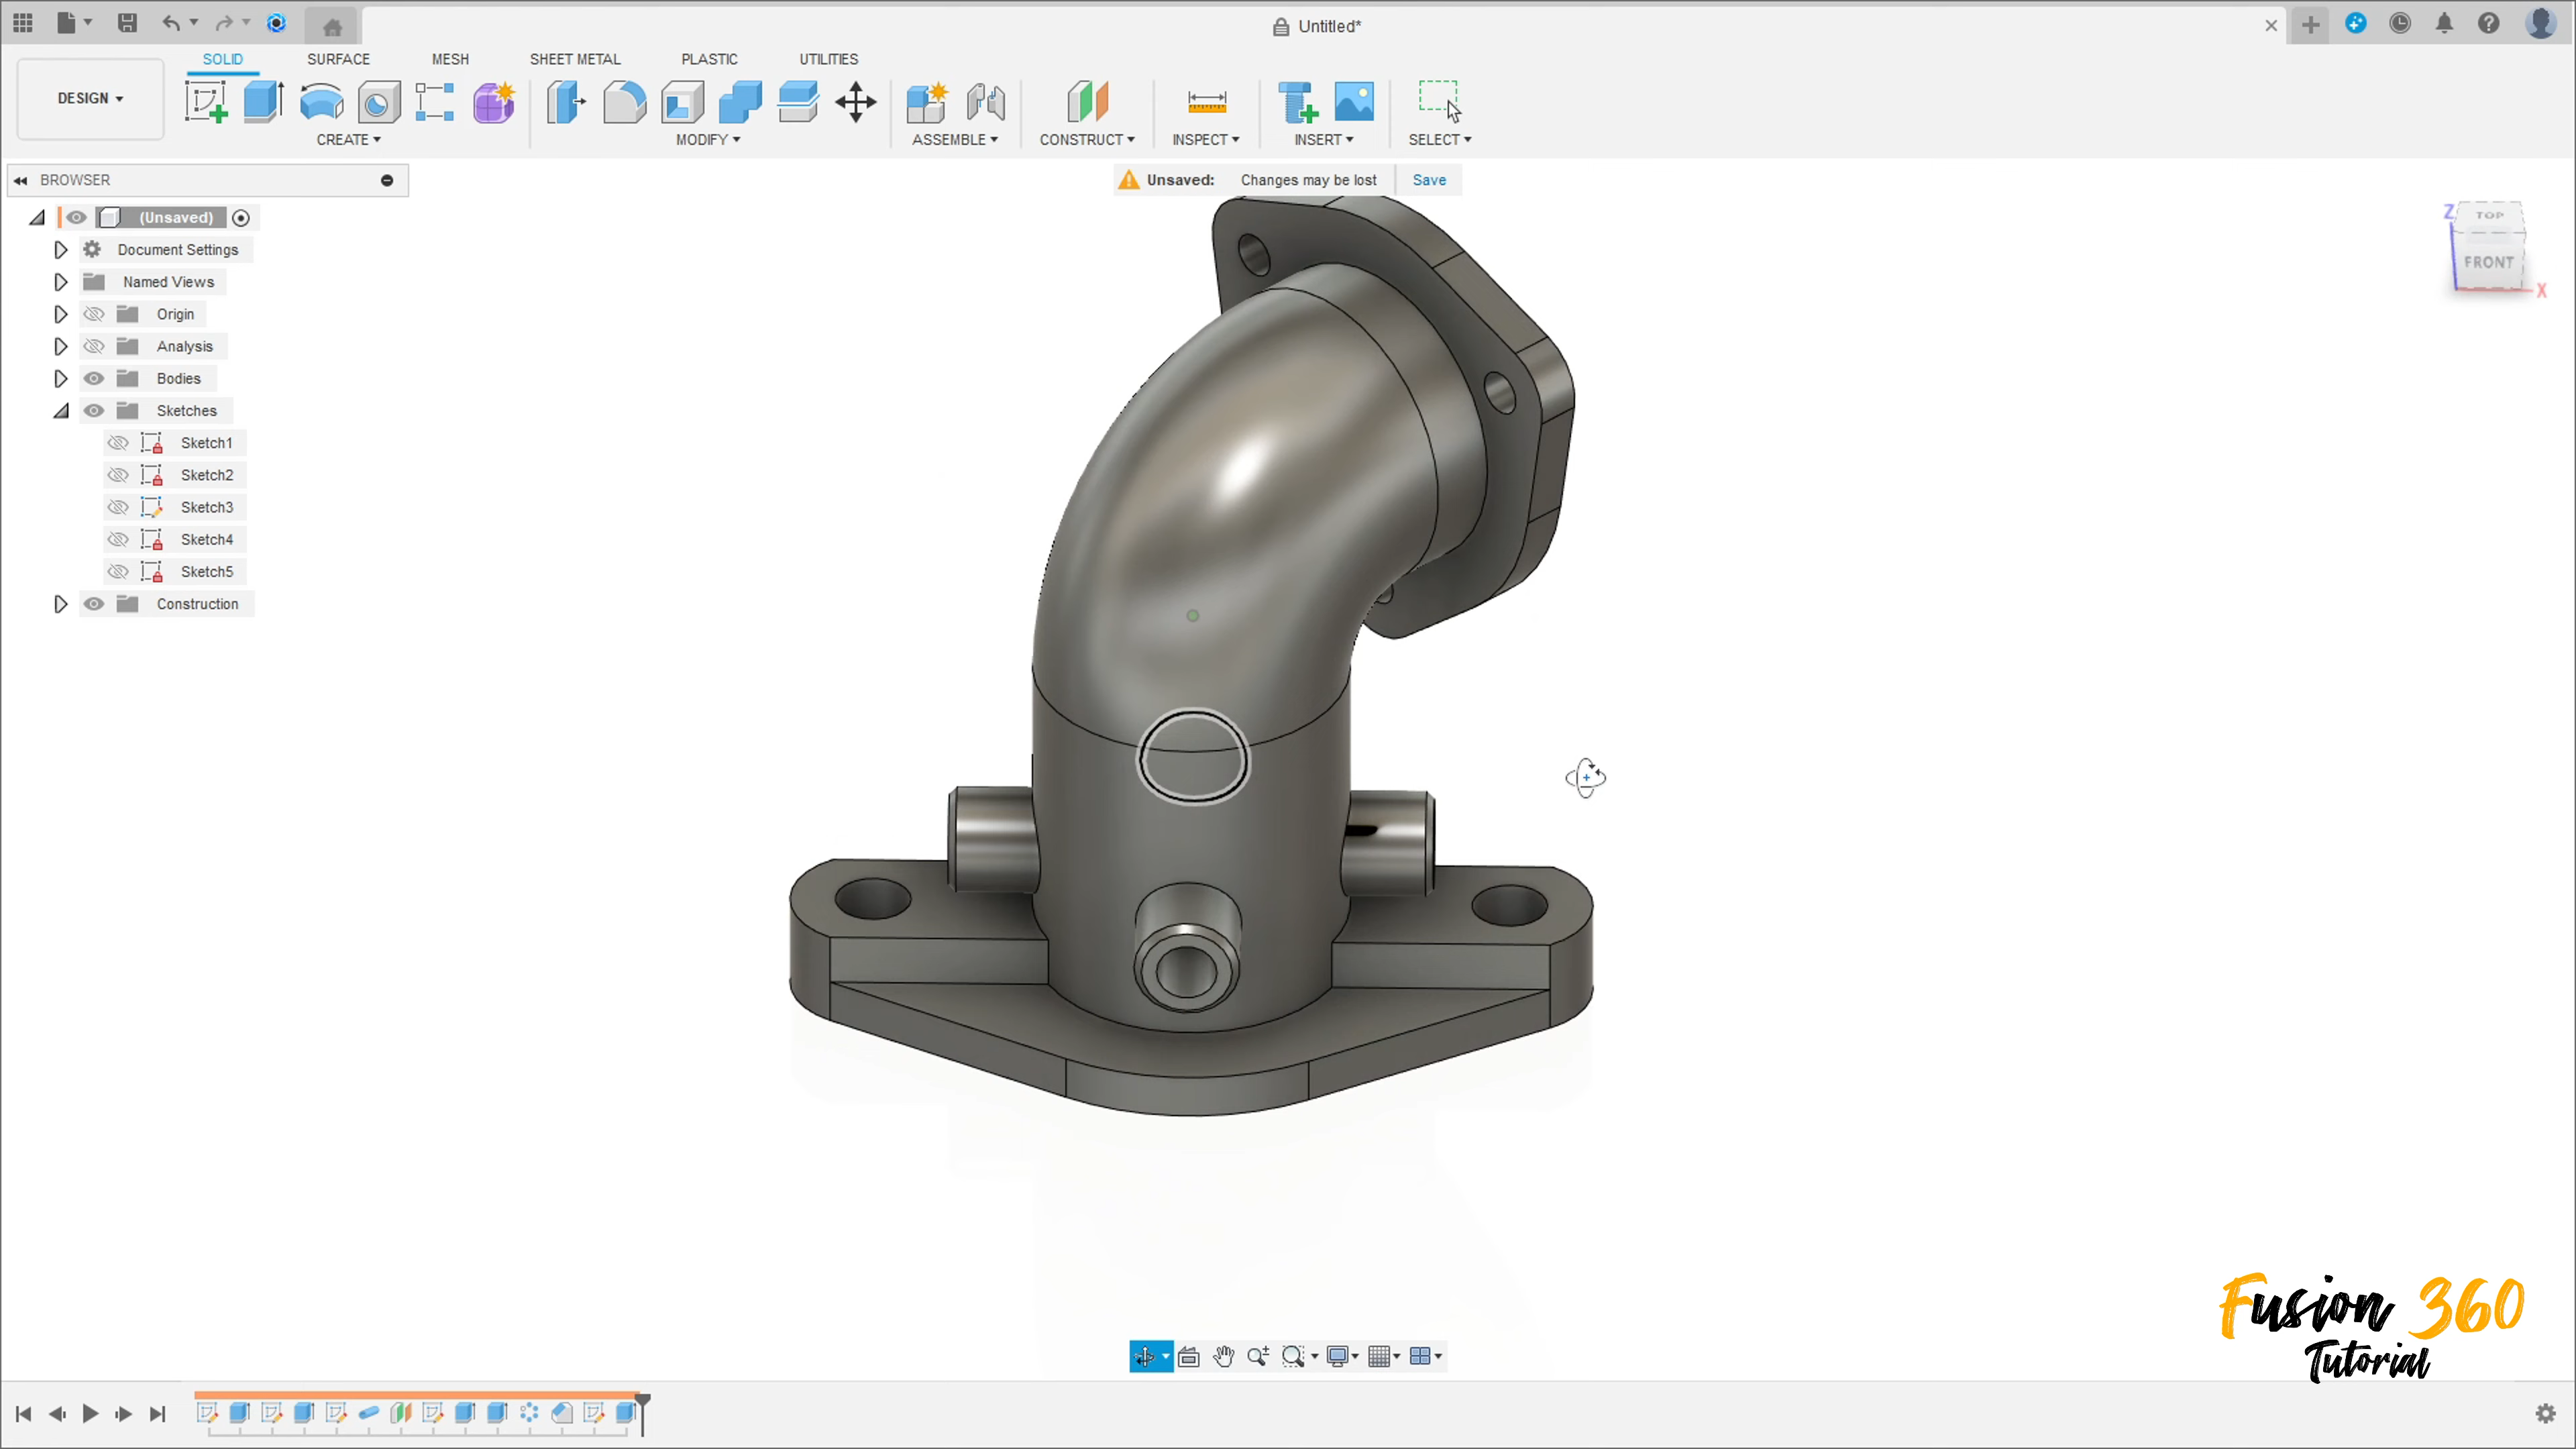 Untitled*
SOLID SURFACE MESH SHEET METAL PLASTIC UTILITIES
DESIGN
CREATE MODIFY ASSEMBLE CONSTRUCT INSPECT INSERT SELECT
BROWSER
Unsaved: Changes may be lost Save
(Unsaved)
Document Settings
Named Views
Origin
Analysis
Bodies
Sketches
Sketch1
Sketch2
Sketch3
Sketch4
Sketch5
Construction
Z
TOP
FRONT
X
Fusion 360
Tutorial